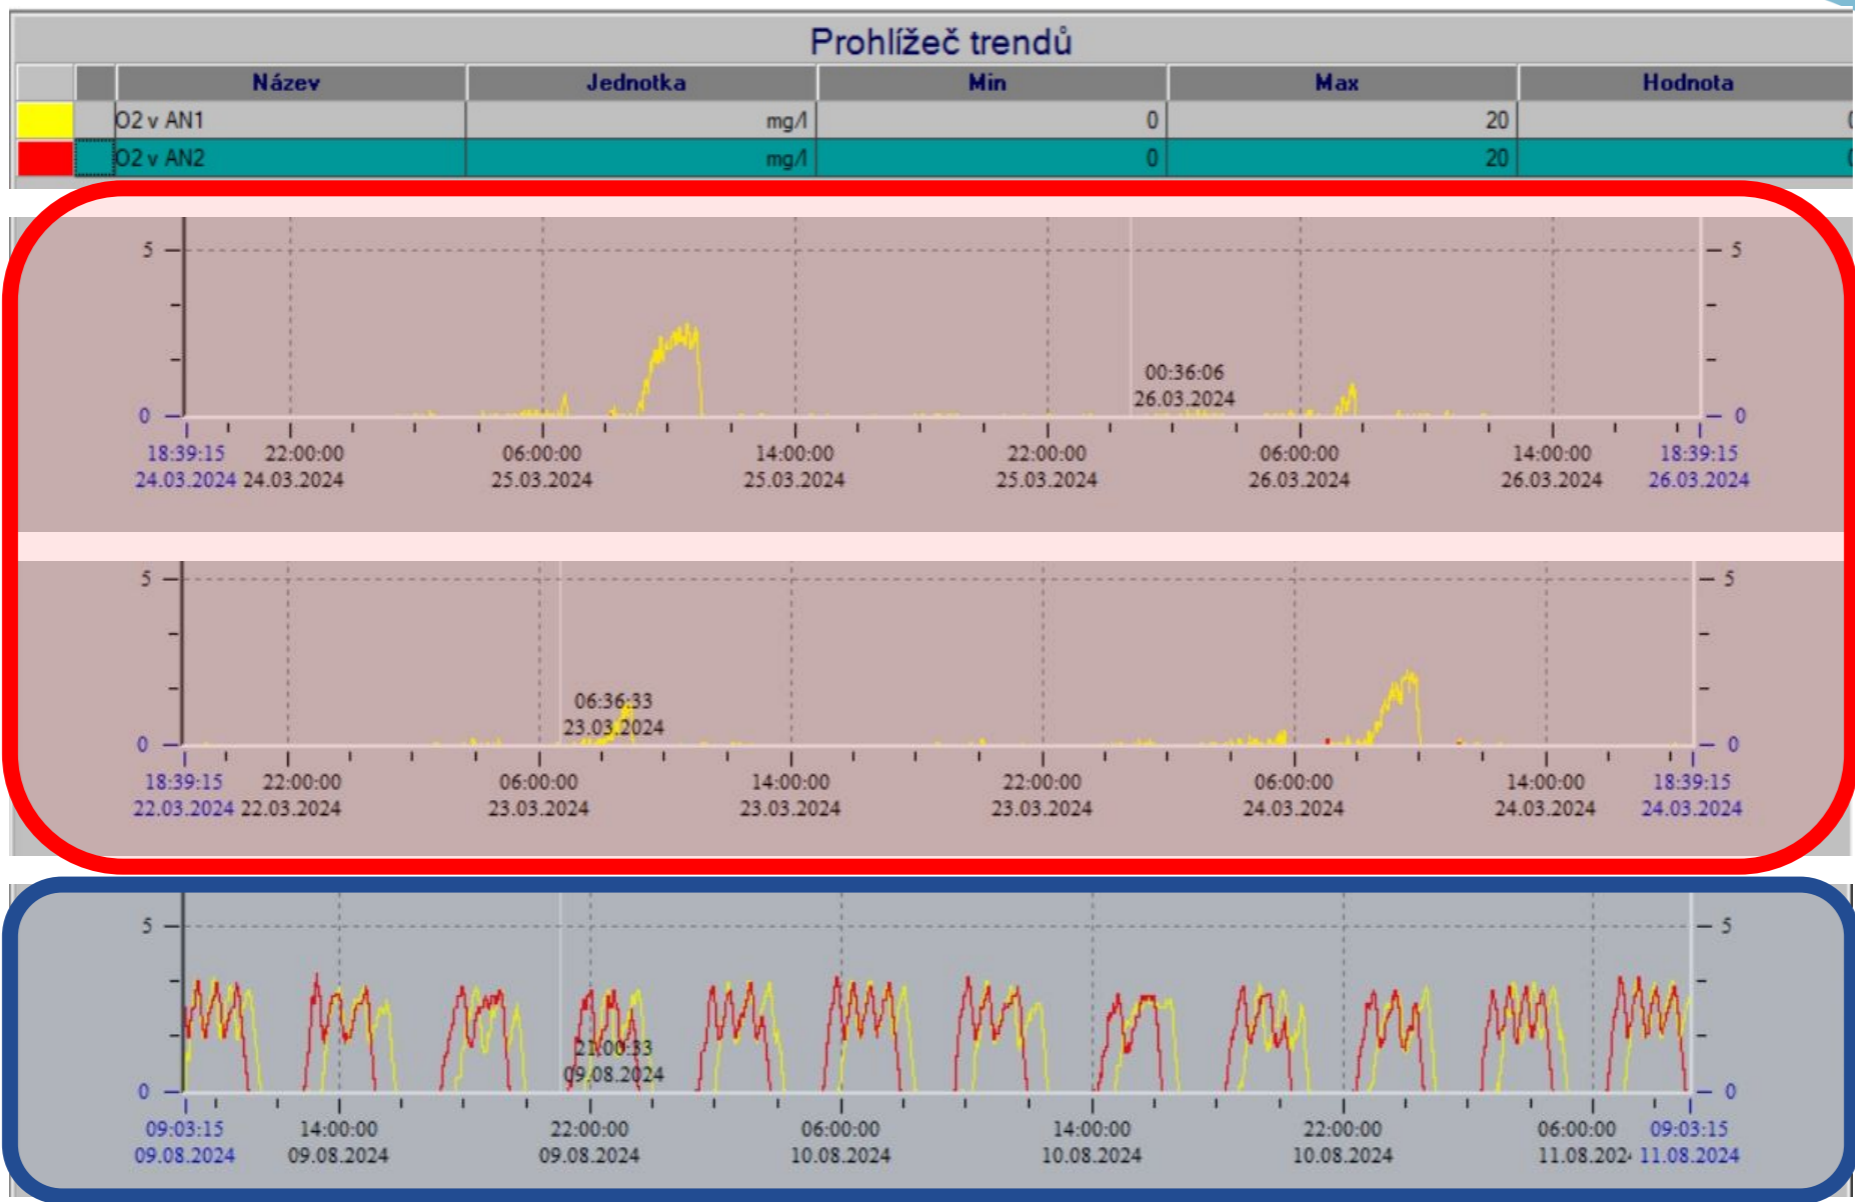 Prohlížeč trendů
Název Jednotka Min Max Hodnota
O2 v AN1 mg/l 0 20
O2 v AN2 mg/l 0 20
5 5
00:36:06
26.03.2024
0 0
18:39:15 22:00:00 06:00:00 14:00:00 22:00:00 06:00:00 14:00:00 18:39:15
24.03.2024 24.03.2024 25.03.2024 25.03.2024 25.03.2024 26.03.2024 26.03.2024 26.03.2024
5 5
06:36:33
23.03.2024
0 0
18:39:15 22:00:00 06:00:00 14:00:00 22:00:00 06:00:00 14:00:00 18:39:15
22.03.2024 22.03.2024 23.03.2024 23.03.2024 23.03.2024 24.03.2024 24.03.2024 24.03.2024
5 5
21:00:33
09.08.2024
0 0
09:03:15 14:00:00 22:00:00 06:00:00 14:00:00 22:00:00 06:00:00 09:03:15
09.08.2024 09.08.2024 09.08.2024 10.08.2024 10.08.2024 10.08.2024 11.08.202 11.08.2024